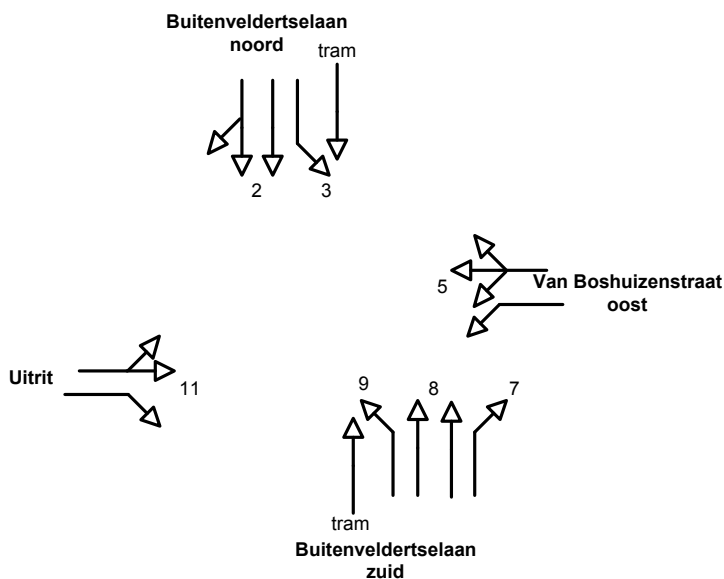 Buitenveldertselaan
noord
tram
2
3
5
Van Boshuizenstraat
oost
Uitrit
11
9
8
7
tram
Buitenveldertselaan
zuid